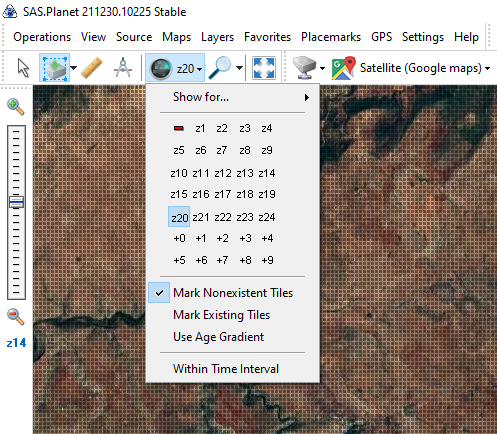 SAS.Planet 211230.10225 Stable
Operations View Source Maps Layers Favorites Placemarks GPS Settings Help
z20 Satellite (Google maps)
Show for...
z1 z2 z3 z4
z5 z6 z7 z8 z9
z10 z11 z12 z13 z14
z15 z16 z17 z18 z19
z20 z21 z22 z23 z24
+0 +1 +2 +3 +4
+5 +6 +7 +8 +9
Mark Nonexistent Tiles
Mark Existing Tiles
Use Age Gradient
Within Time Interval
z14